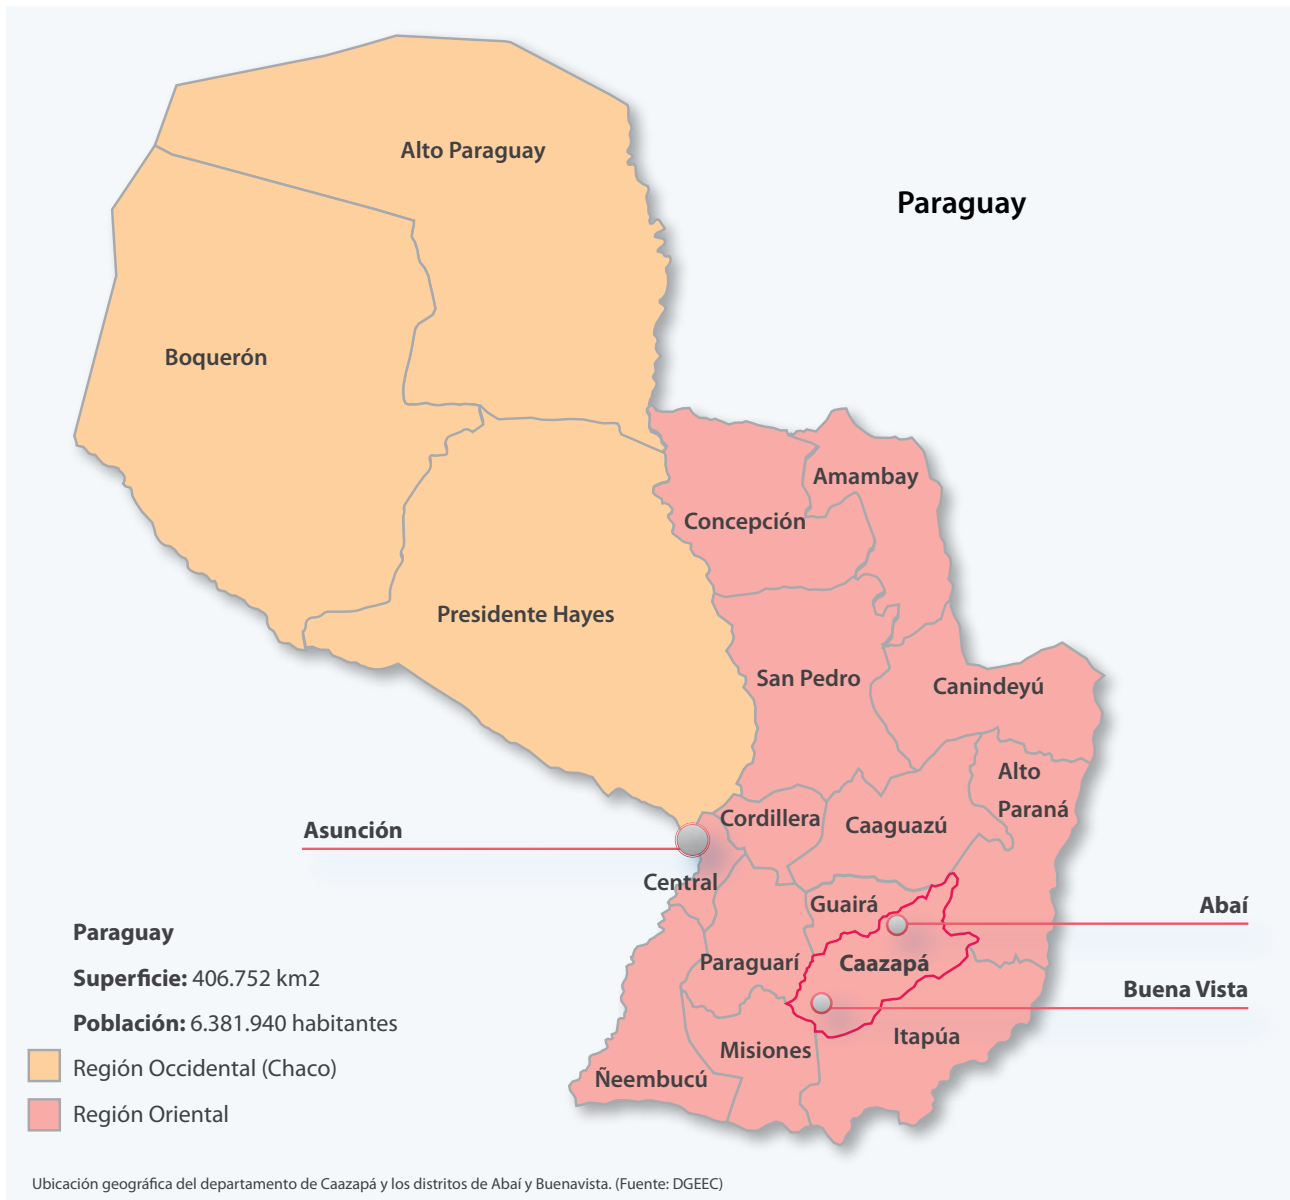 Alto Paraguay
Paraguay
Boquerón
Amambay
Concepción
Presidente Hayes
San Pedro
Canindeyú
Alto
Paraná
Cordillera
Caaguazú
Asunción
Central
Guairá
Abaí
Paraguay
Paraguarí
Caazapá
Superficie: 406.752 km2
Buena Vista
Población: 6.381.940 habitantes
Itapúa
Misiones
Región Occidental (Chaco)
Ñeembucú
Región Oriental
Ubicación geográfica del departamento de Caazapá y los distritos de Abaí y Buenavista. (Fuente: DGEEC)